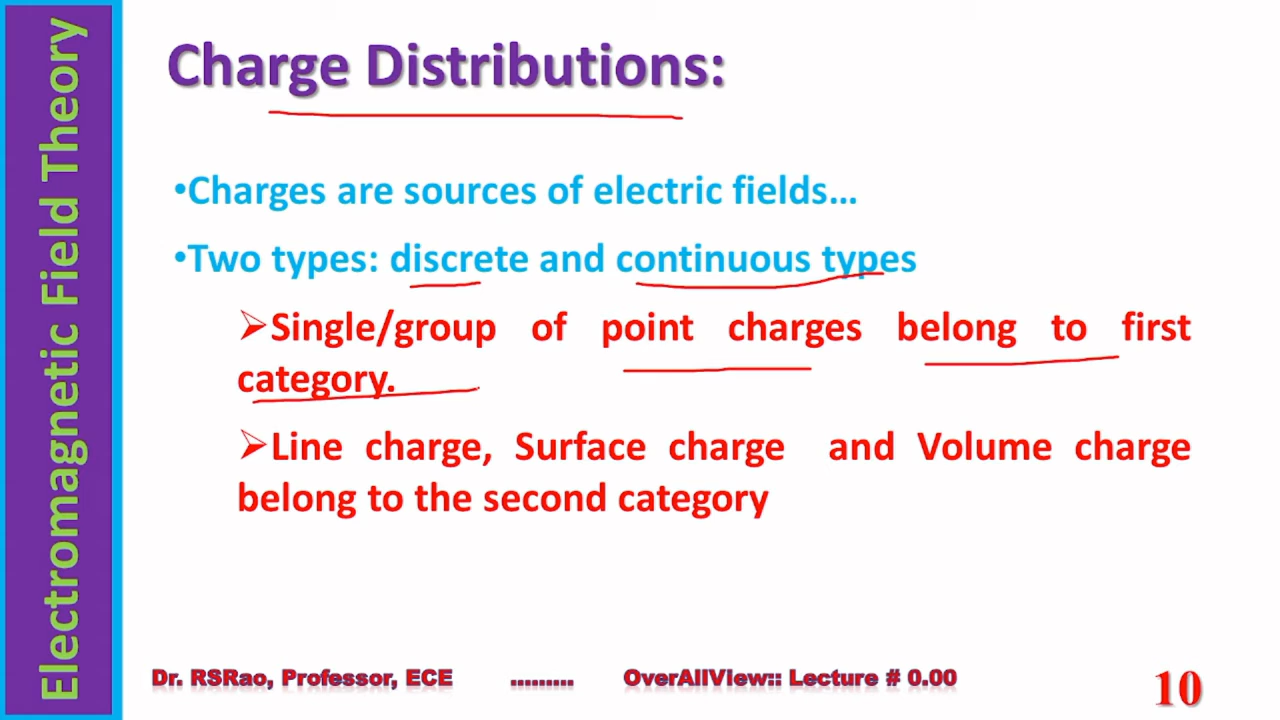 Electromagnetic Field Theory
Charge Distributions:
•Charges are sources of electric fields…
•Two types: discrete and continuous types
➢Single/group of point charges belong to first
category.
➢Line charge, Surface charge and Volume charge
belong to the second category
Dr. RSRao, Professor, ECE ......... OverAllView:: Lecture # 0.00
10